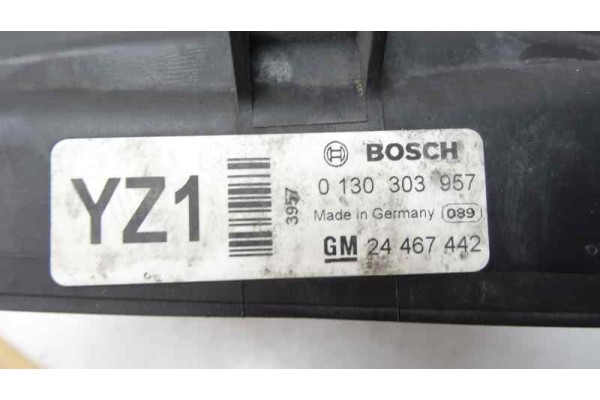 YZ1
3957
BOSCH
0 130 303 957
Made in Germany 089
GM 24 467 442